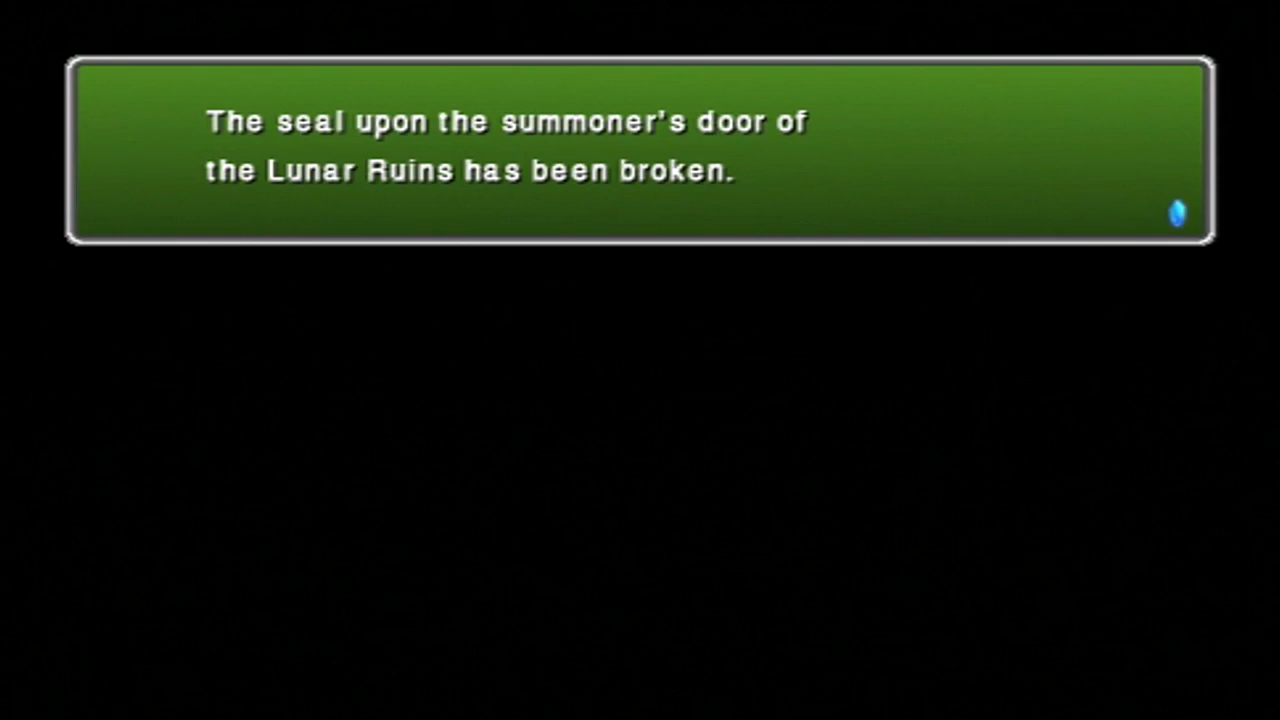 The seal upon the summoner's door of
the Lunar Ruins has been broken.